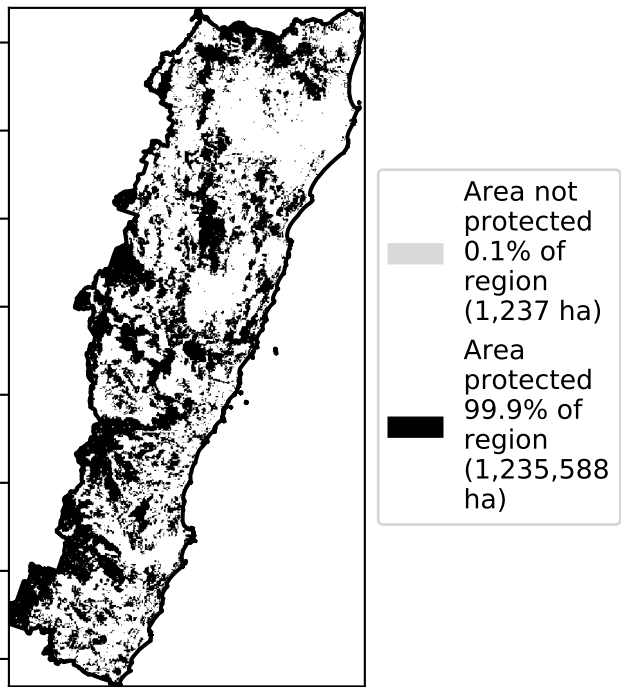 Area not
protected
0.1% of
region
(1,237 ha)
Area
protected
99.9% of
region
(1,235,588
ha)